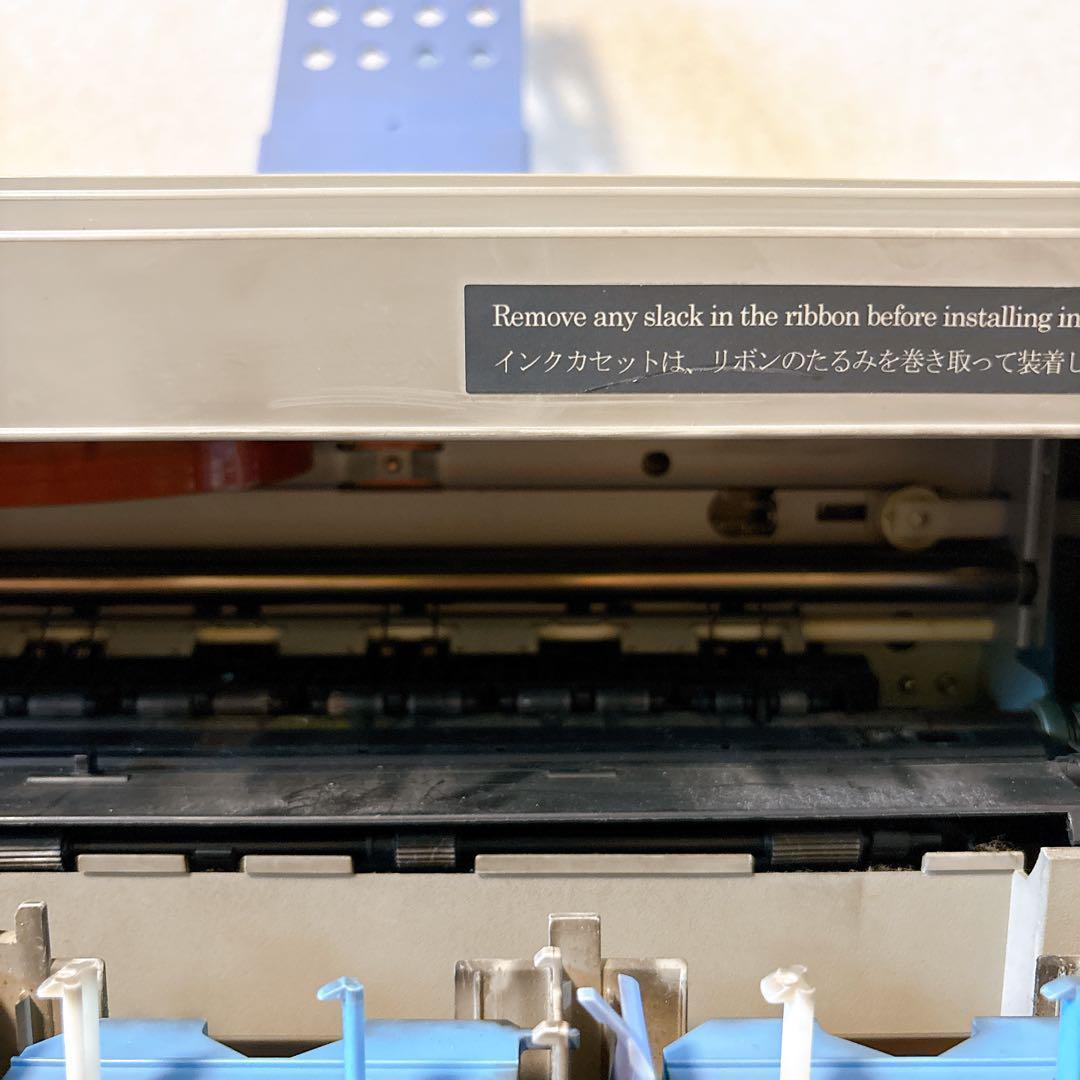 Remove any slack in the ribbon before installing in
インクカセットは、リボンのたるみを巻き取って装着し